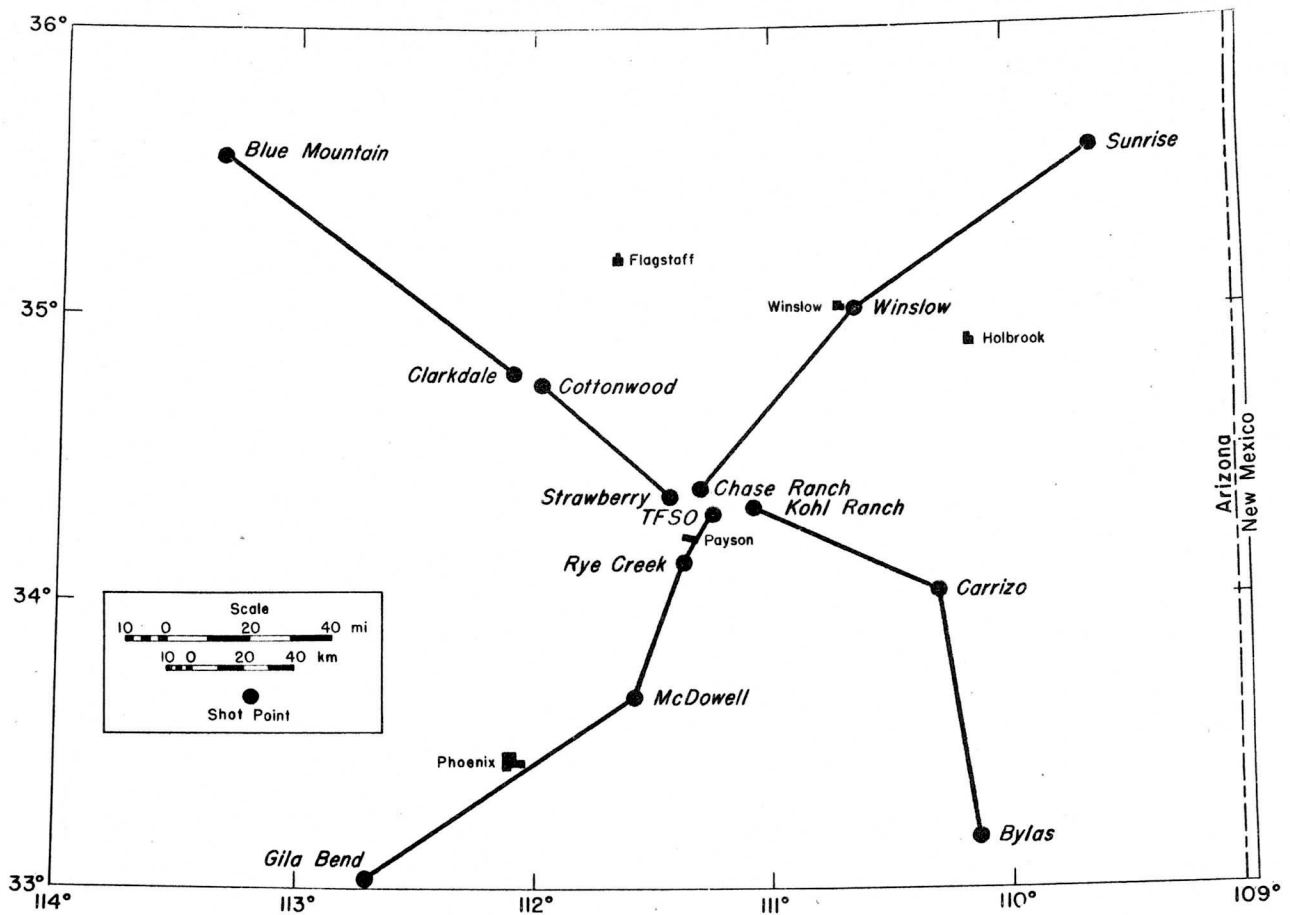 36°
Blue Mountain
Sunrise
Flagstaff
35°
Winslow
Winslow
Holbrook
Clarkdale
Cottonwood
Arizona
New Mexico
Strawberry
Chase Ranch
TFSO
Kohl Ranch
Payson
Rye Creek
34°
Carrizo
Scale
10 0 20 40 mi
10 0 20 40 km
Shot Point
McDowell
Phoenix
Bylas
Gila Bend
33°
114° 113° 112° 111° 110° 109°